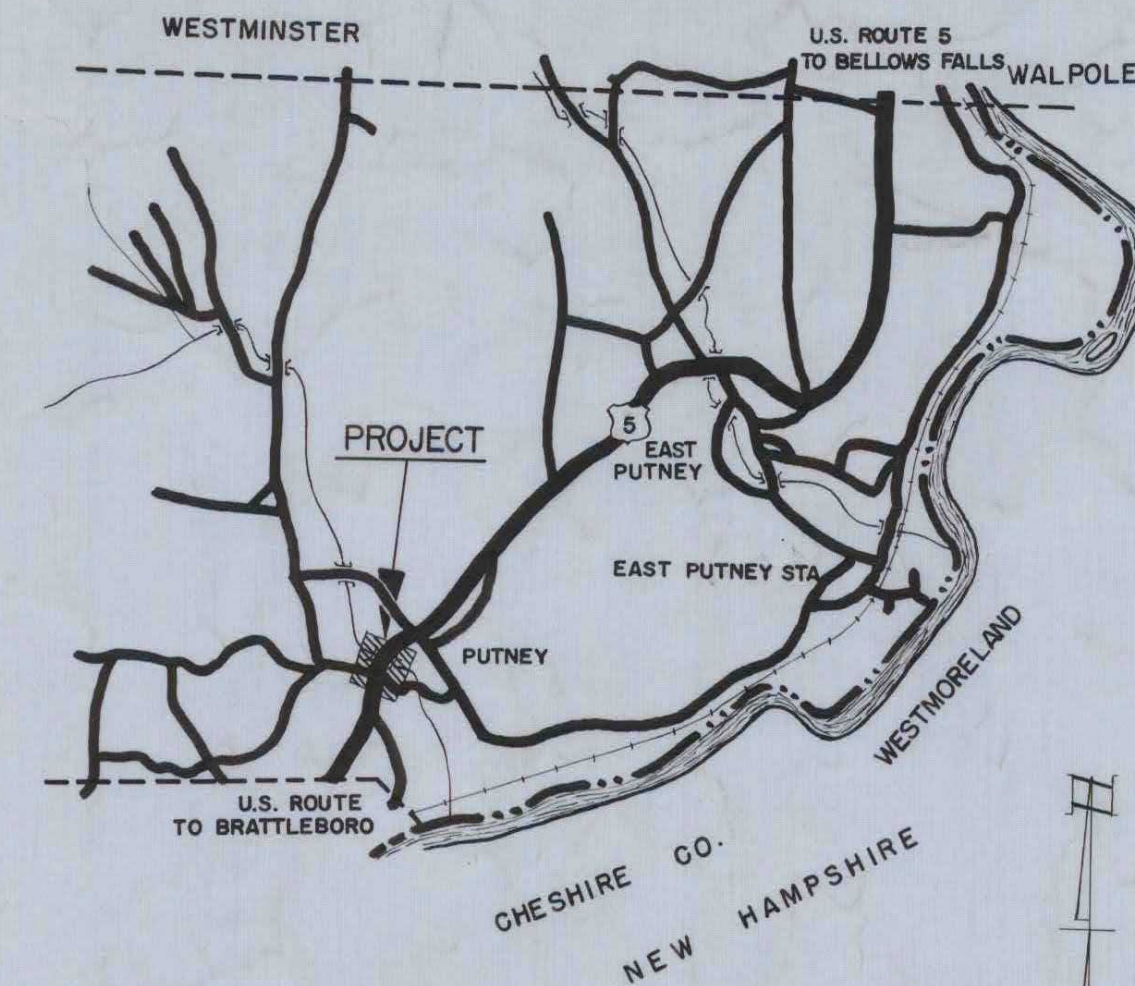 WESTMINSTER
U.S. ROUTE 5
TO BELLOWS FALLS
WALPOLE
PROJECT
5
EAST
PUTNEY
EAST PUTNEY STA
PUTNEY
WESTMORELAND
U.S. ROUTE
TO BRATTLEBORO
CHESHIRE CO.
NEW HAMPSHIRE
N